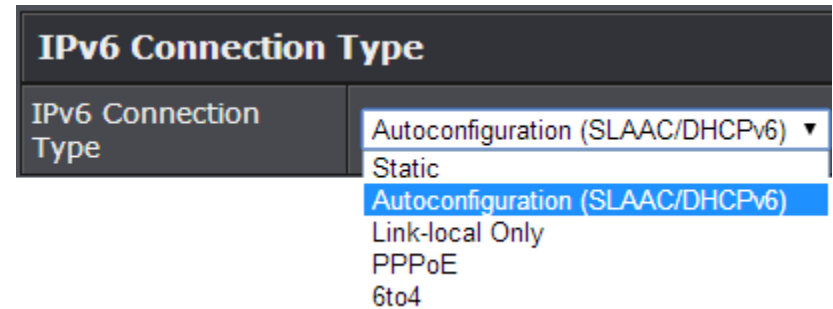 IPv6 Connection Type
IPv6 Connection
Type
Autoconfiguration (SLAAC/DHCPv6)
Static
Autoconfiguration (SLAAC/DHCPv6)
Link-local Only
PPPoE
6to4